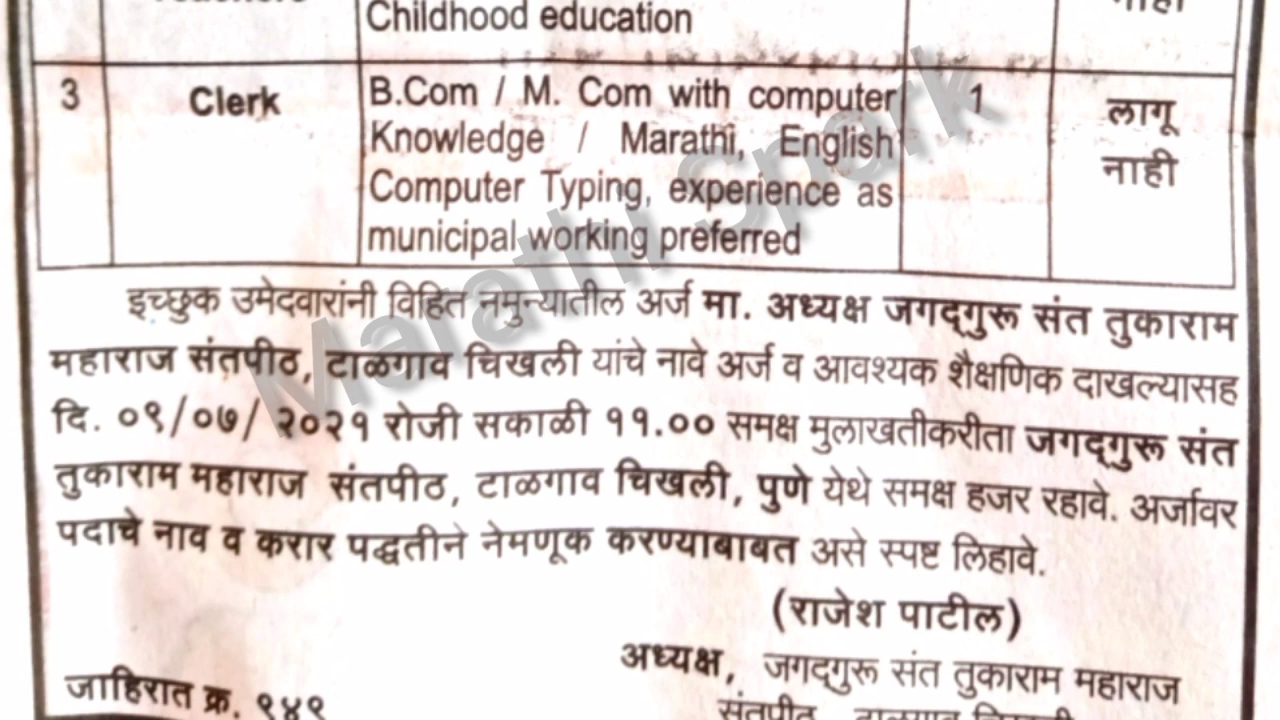 Childhood education
3 Clerk B.Com / M. Com with computer 1 लागू
Knowledge / Marathi, English नाही
Computer Typing, experience as
municipal working preferred
इच्छुक उमेदवारांनी विहित नमुन्यातील अर्ज मा. अध्यक्ष जगद्गुरू संत तुकाराम
महाराज संतपीठ, टाळगाव चिखली यांचे नावे अर्ज व आवश्यक शैक्षणिक दाखल्यासह
दि. ०९/०७/२०२१ रोजी सकाळी ११.०० समक्ष मुलाखतीकरीता जगद्गुरू संत
तुकाराम महाराज संतपीठ, टाळगाव चिखली, पुणे येथे समक्ष हजर रहावे. अर्जावर
पदाचे नाव व करार पद्धतीने नेमणूक करण्याबाबत असे स्पष्ट लिहावे.
(राजेश पाटील)
अध्यक्ष, जगद्गुरू संत तुकाराम महाराज
जाहिरात क्र. ९४९
Marathi Spark